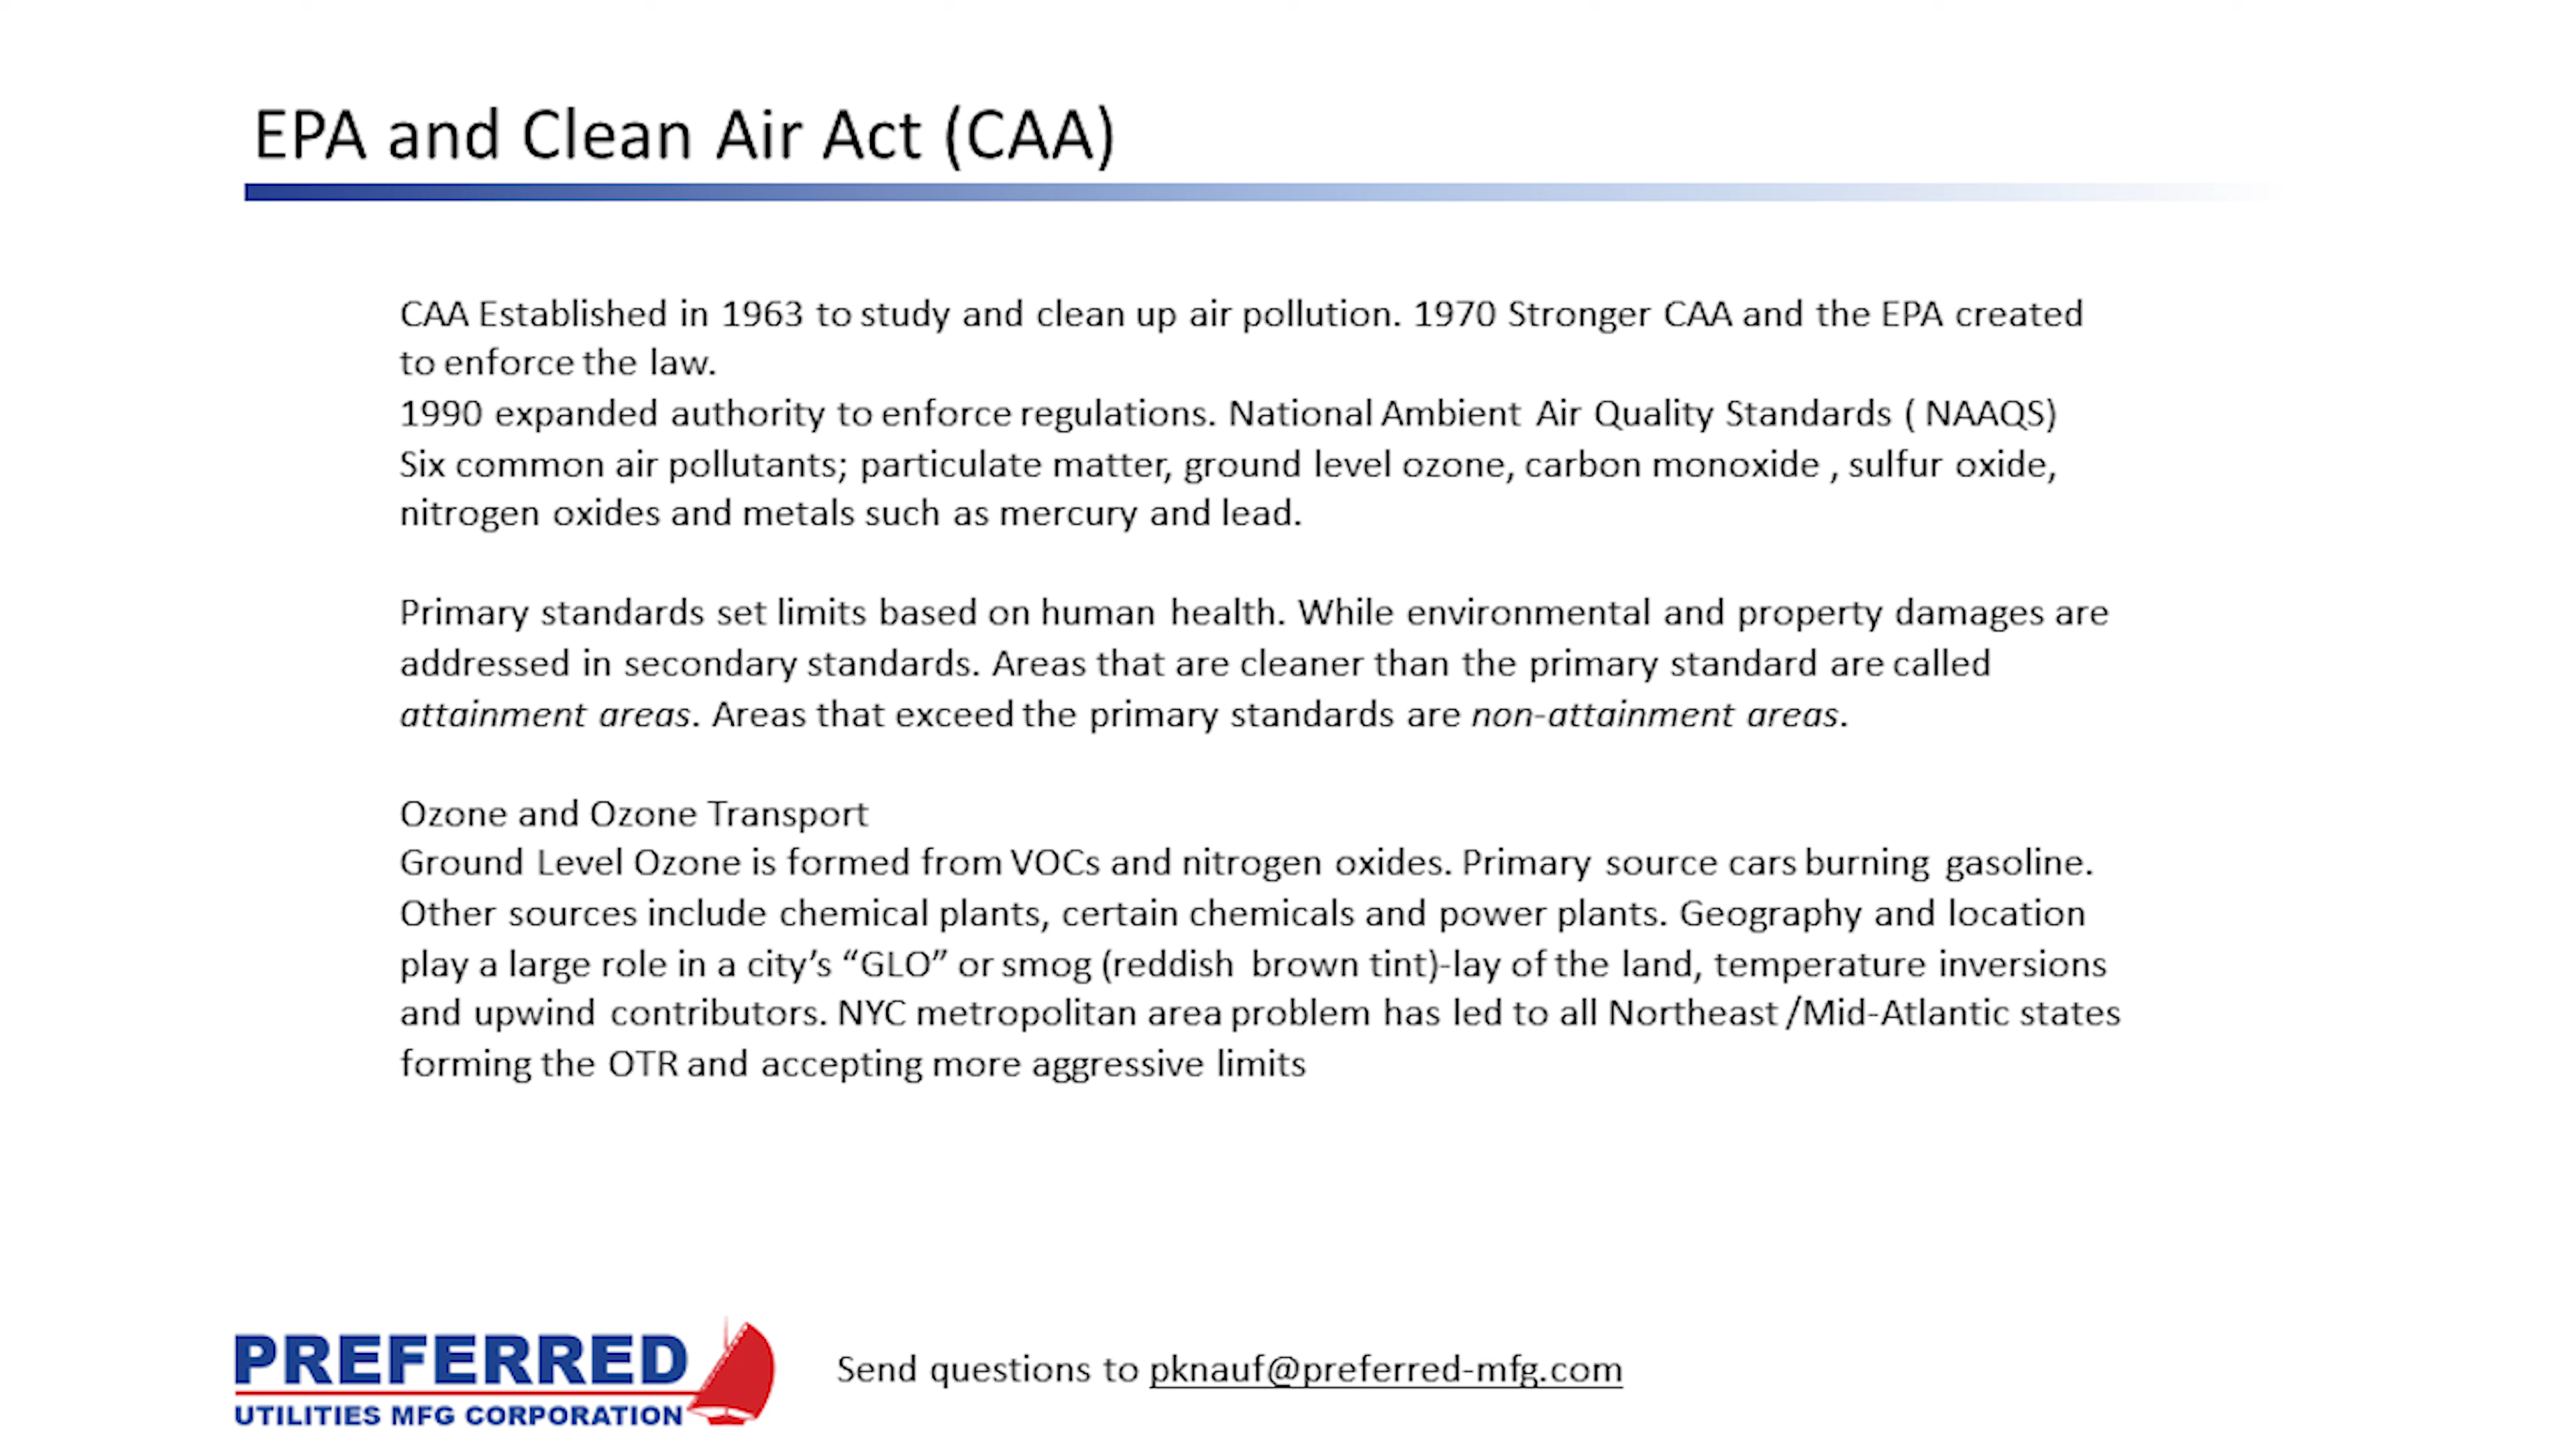 EPA and Clean Air Act (CAA)
CAA Established in 1963 to study and clean up air pollution. 1970 Stronger CAA and the EPA created
to enforce the law.
1990 expanded authority to enforce regulations. National Ambient Air Quality Standards ( NAAQS)
Six common air pollutants; particulate matter, ground level ozone, carbon monoxide , sulfur oxide,
nitrogen oxides and metals such as mercury and lead.
Primary standards set limits based on human health. While environmental and property damages are
addressed in secondary standards. Areas that are cleaner than the primary standard are called
attainment areas. Areas that exceed the primary standards are non-attainment areas.
Ozone and Ozone Transport
Ground Level Ozone is formed from VOCs and nitrogen oxides. Primary source cars burning gasoline.
Other sources include chemical plants, certain chemicals and power plants. Geography and location
play a large role in a city’s “GLO” or smog (reddish brown tint)-lay of the land, temperature inversions
and upwind contributors. NYC metropolitan area problem has led to all Northeast /Mid-Atlantic states
forming the OTR and accepting more aggressive limits
PREFERRED
UTILITIES MFG CORPORATION
Send questions to pknauf@preferred-mfg.com